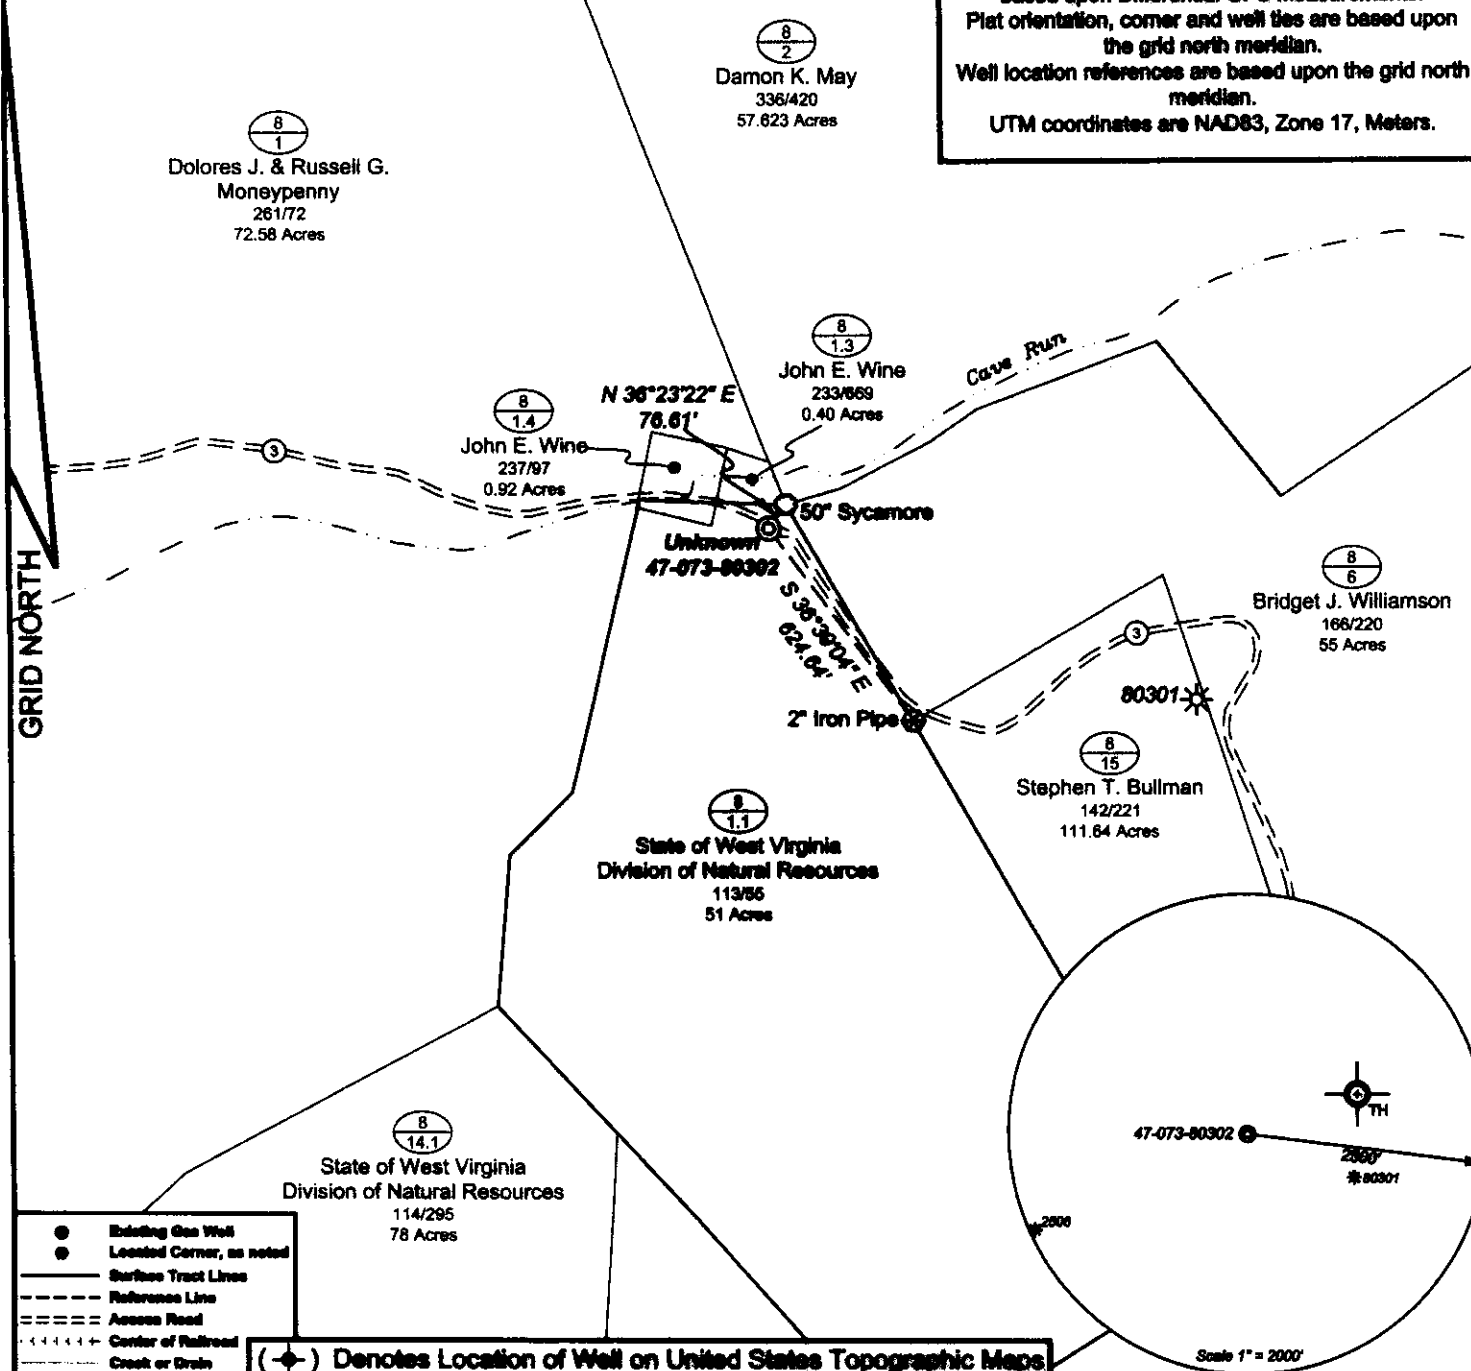 Plat orientation, corner and well ties are based upon
the grid north meridian.
Well location references are based upon the grid north
meridian.
UTM coordinates are NAD83, Zone 17, Meters.
8
2
Damon K. May
336/420
57.623 Acres
8
1
Dolores J. & Russell G.
Moneypenny
261/72
72.58 Acres
8
1.3
John E. Wine
233/669
0.40 Acres
Cave Run
N 36°23'22" E
76.61'
8
1.4
John E. Wine
237/97
0.92 Acres
3
50" Sycamore
Unknown
47-073-80302
S 36°39'04" E
624.64'
GRID NORTH
8
6
Bridget J. Williamson
166/220
55 Acres
3
80301
2" Iron Pipe
8
15
Stephen T. Bullman
142/221
111.64 Acres
8
1.1
State of West Virginia
Division of Natural Resources
113/55
51 Acres
TH
47-073-80302
80301
2606
8
14.1
State of West Virginia
Division of Natural Resources
114/295
78 Acres
Existing Gas Well
Located Corner, as noted
Surface Tract Lines
Reference Line
Access Road
Center of Railroad
Creek or Drain
( ) Denotes Location of Well on United States Topographic Maps
Scale 1" = 2000'